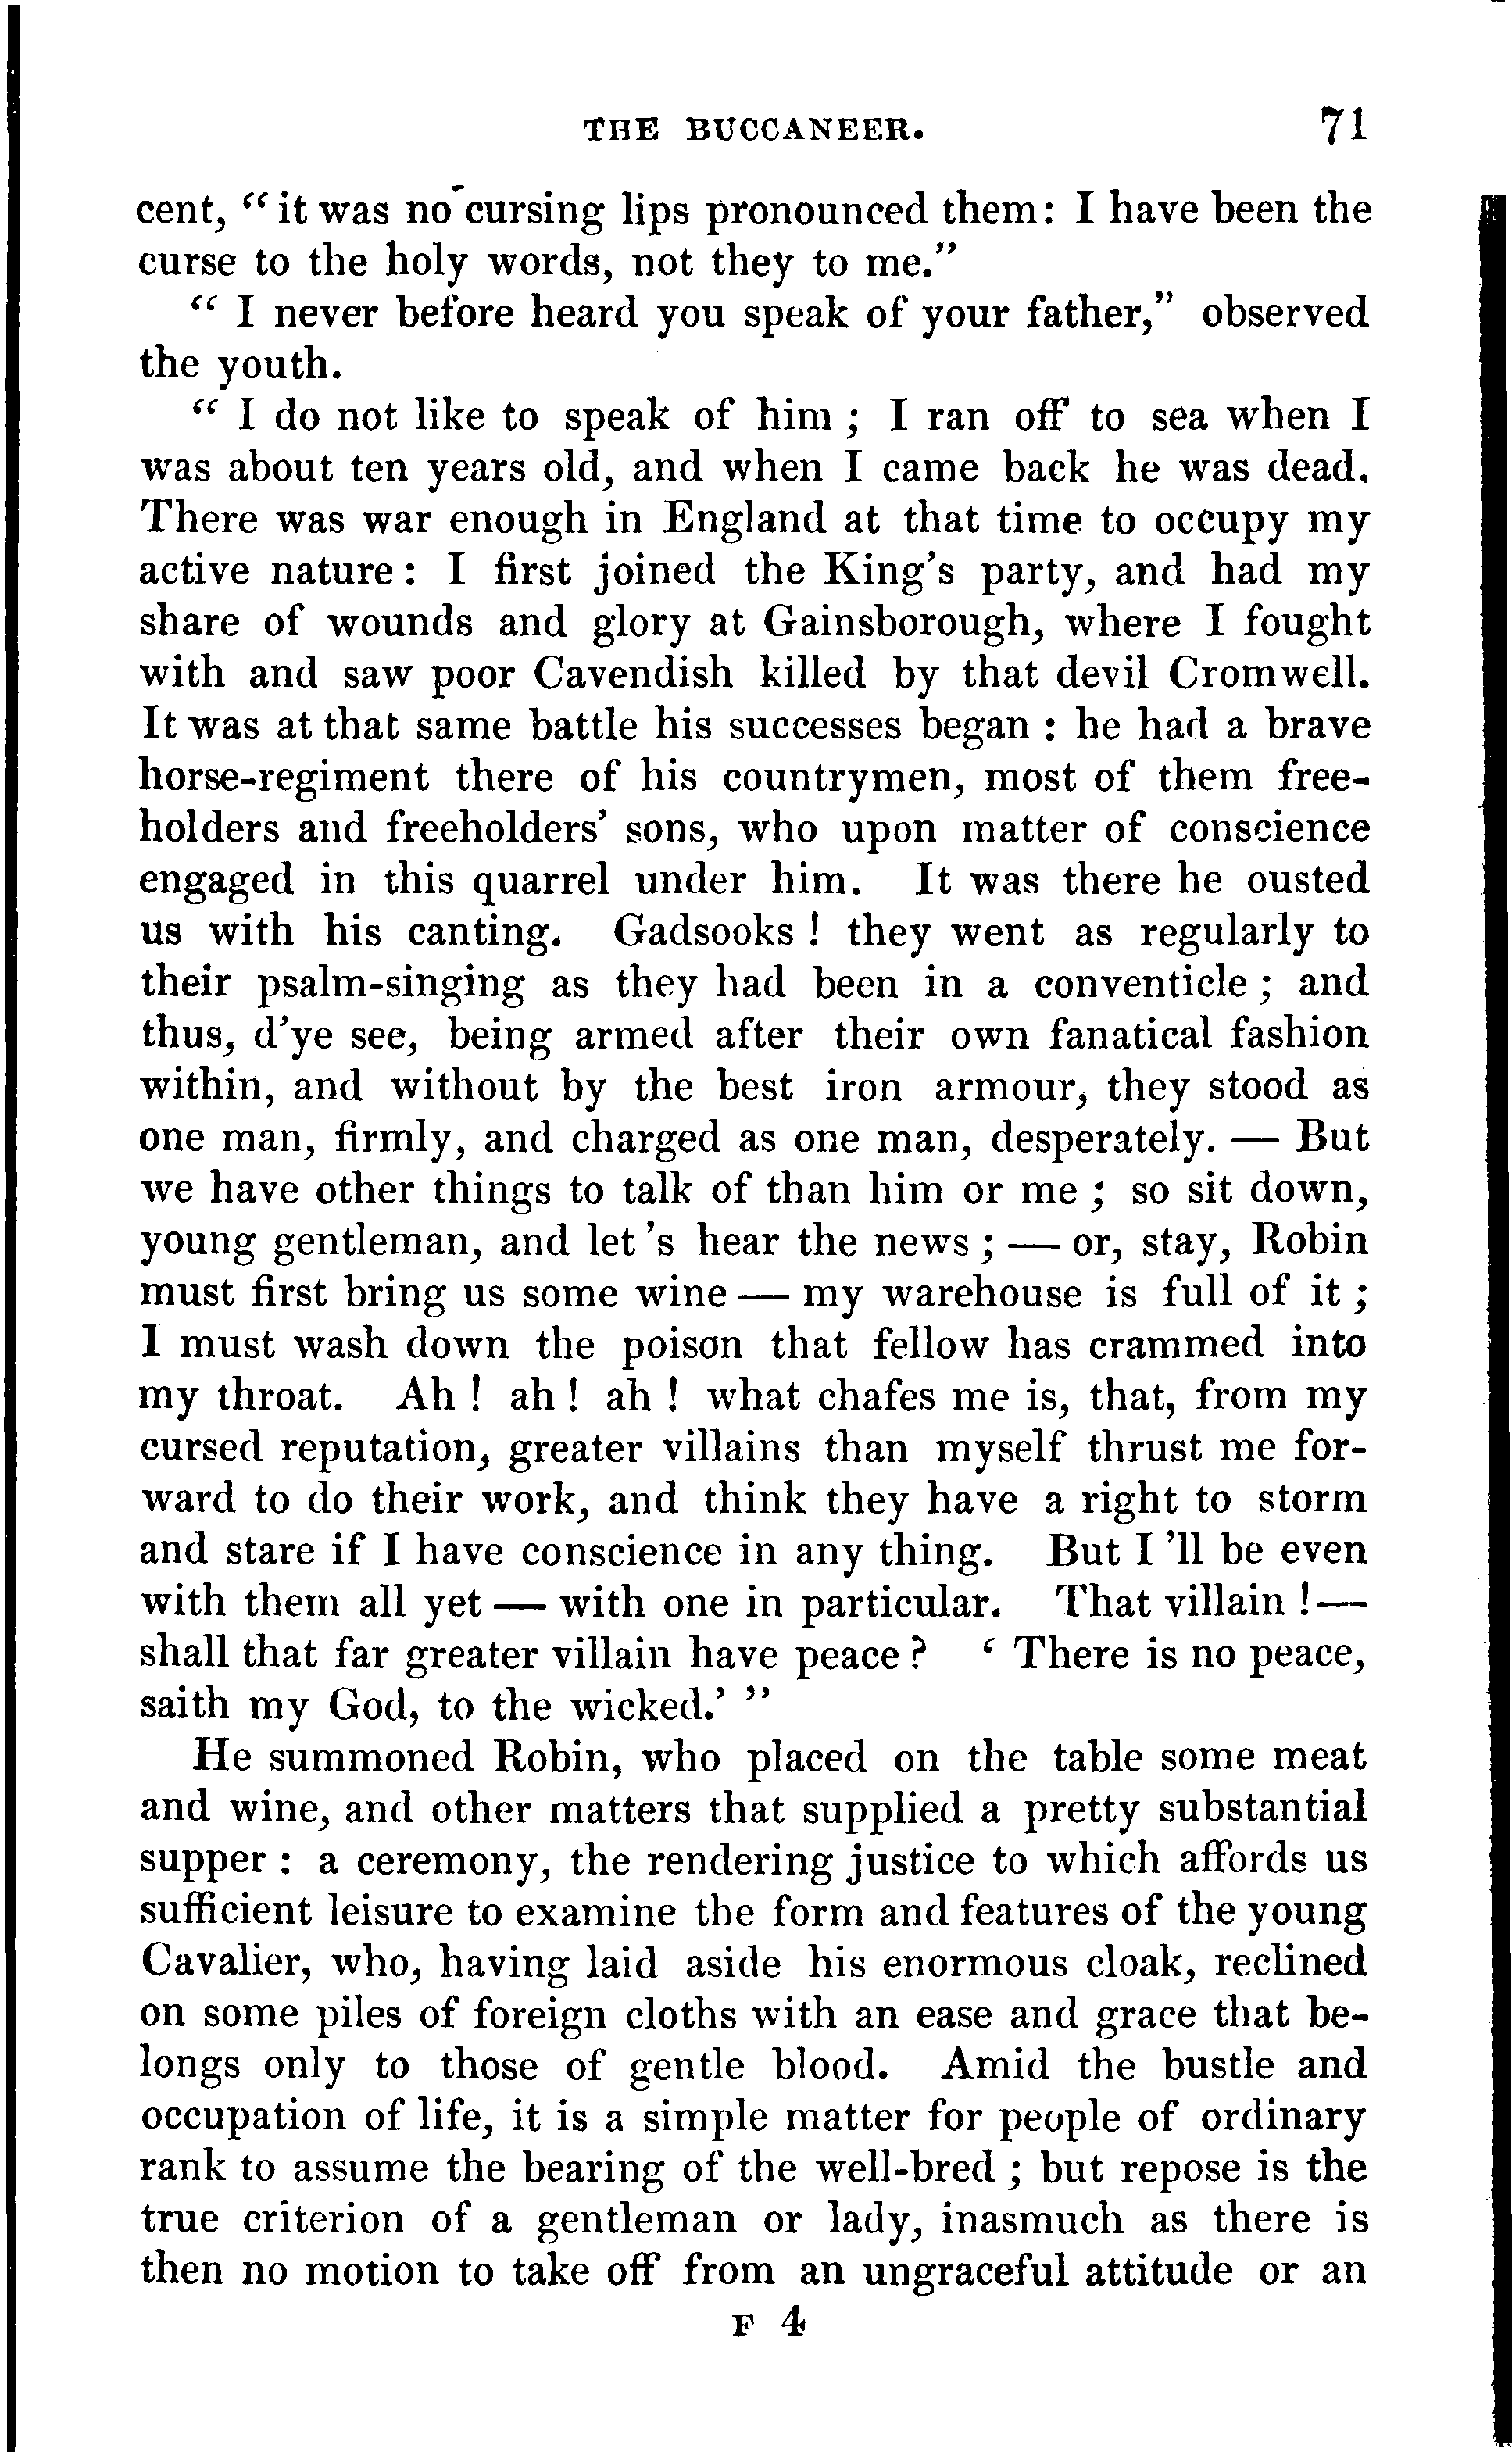 THE BUCCANEER. 71
cent, “it was no cursing lips pronounced them: I have been the
curse to the holy words, not they to me.”
“ I never before heard you speak of your father,” observed
the youth.
“ I do not like to speak of him ; I ran off to sea when I
was about ten years old, and when I came back he was dead.
There was war enough in England at that time to occupy my
active nature : I first joined the King's party, and had my
share of wounds and glory at Gainsborough, where I fought
with and saw poor Cavendish killed by that devil Cromwell.
It was at that same battle his successes began : he had a brave
horse-regiment there of his countrymen, most of them free-
holders and freeholders' sons, who upon matter of conscience
engaged in this quarrel under him. It was there he ousted
us with his canting. Gadsooks ! they went as regularly to
their psalm-singing as they had been in a conventicle ; and
thus, d'ye see, being armed after their own fanatical fashion
within, and without by the best iron armour, they stood as
one man, firmly, and charged as one man, desperately. — But
we have other things to talk of than him or me ; so sit down,
young gentleman, and let 's hear the news ; — or, stay, Robin
must first bring us some wine — my warehouse is full of it ;
I must wash down the poison that fellow has crammed into
my throat. Ah ! ah ! ah ! what chafes me is, that, from my
cursed reputation, greater villains than myself thrust me for-
ward to do their work, and think they have a right to storm
and stare if I have conscience in any thing. But I 'll be even
with them all yet — with one in particular. That villain ! —
shall that far greater villain have peace ? ‘ There is no peace,
saith my God, to the wicked.’ ”
He summoned Robin, who placed on the table some meat
and wine, and other matters that supplied a pretty substantial
supper : a ceremony, the rendering justice to which affords us
sufficient leisure to examine the form and features of the young
Cavalier, who, having laid aside his enormous cloak, reclined
on some piles of foreign cloths with an ease and grace that be-
longs only to those of gentle blood. Amid the bustle and
occupation of life, it is a simple matter for people of ordinary
rank to assume the bearing of the well-bred ; but repose is the
true criterion of a gentleman or lady, inasmuch as there is
then no motion to take off from an ungraceful attitude or an
F 4